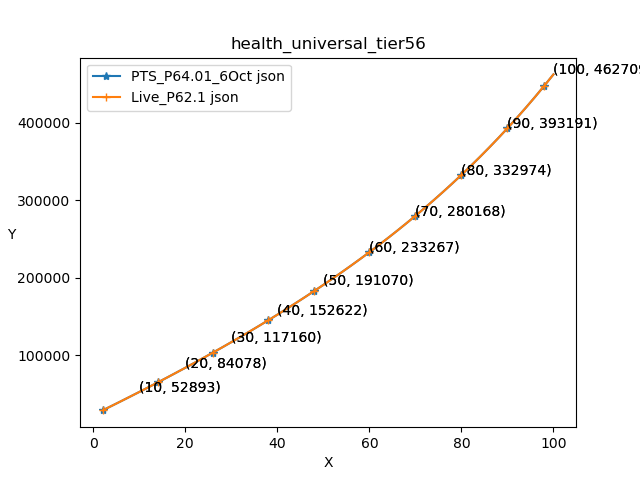 health_universal_tier56
PTS_P64.01_6Oct json
Live_P62.1 json
(100, 462709
(90, 393191)
(80, 332974)
(70, 280168)
(60, 233267)
(50, 191070)
(40, 152622)
(30, 117160)
(20, 84078)
(10, 52893)
400000
300000
200000
100000
Y
0 20 40 60 80 100
X